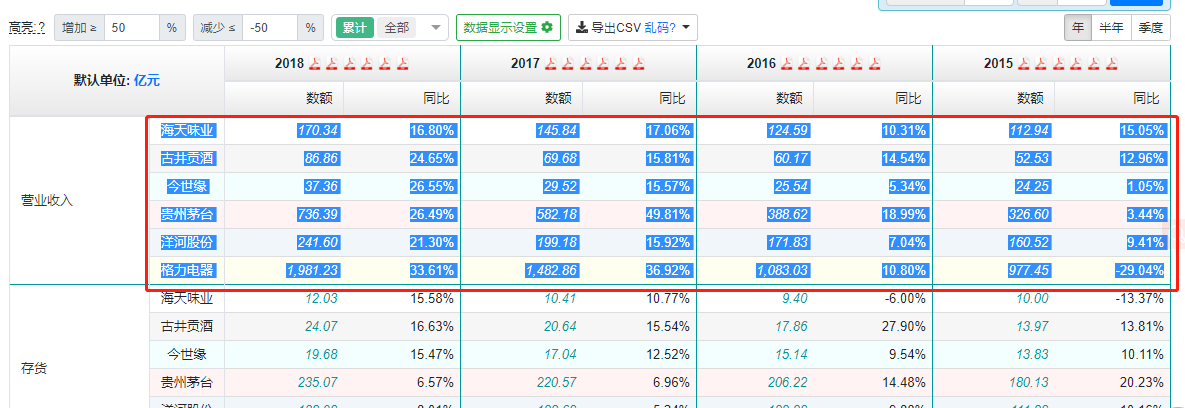 高亮: ? 增加 ≥ 50 % 减少 ≤ -50 % 累计 全部 数据显示设置 导出CSV 乱码? 年 半年 季度
默认单位: 亿元 2018 2017 2016 2015
数额 同比 数额 同比 数额 同比 数额 同比
营业收入
海天味业 170.34 16.80% 145.84 17.06% 124.59 10.31% 112.94 15.05%
古井贡酒 86.86 24.65% 69.68 15.81% 60.17 14.54% 52.53 12.96%
今世缘 37.36 26.55% 29.52 15.57% 25.54 5.34% 24.25 1.05%
贵州茅台 736.39 26.49% 582.18 49.81% 388.62 18.99% 326.60 3.44%
洋河股份 241.60 21.30% 199.18 15.92% 171.83 7.04% 160.52 9.41%
格力电器 1,981.23 33.61% 1,482.86 36.92% 1,083.03 10.80% 977.45 -29.04%
存货
海天味业 12.03 15.58% 10.41 10.77% 9.40 -6.00% 10.00 -13.37%
古井贡酒 24.07 16.63% 20.64 15.54% 17.86 27.90% 13.97 13.81%
今世缘 19.68 15.47% 17.04 12.52% 15.14 9.54% 13.83 10.11%
贵州茅台 235.07 6.57% 220.57 6.96% 206.22 14.48% 180.13 20.23%
洋河股份